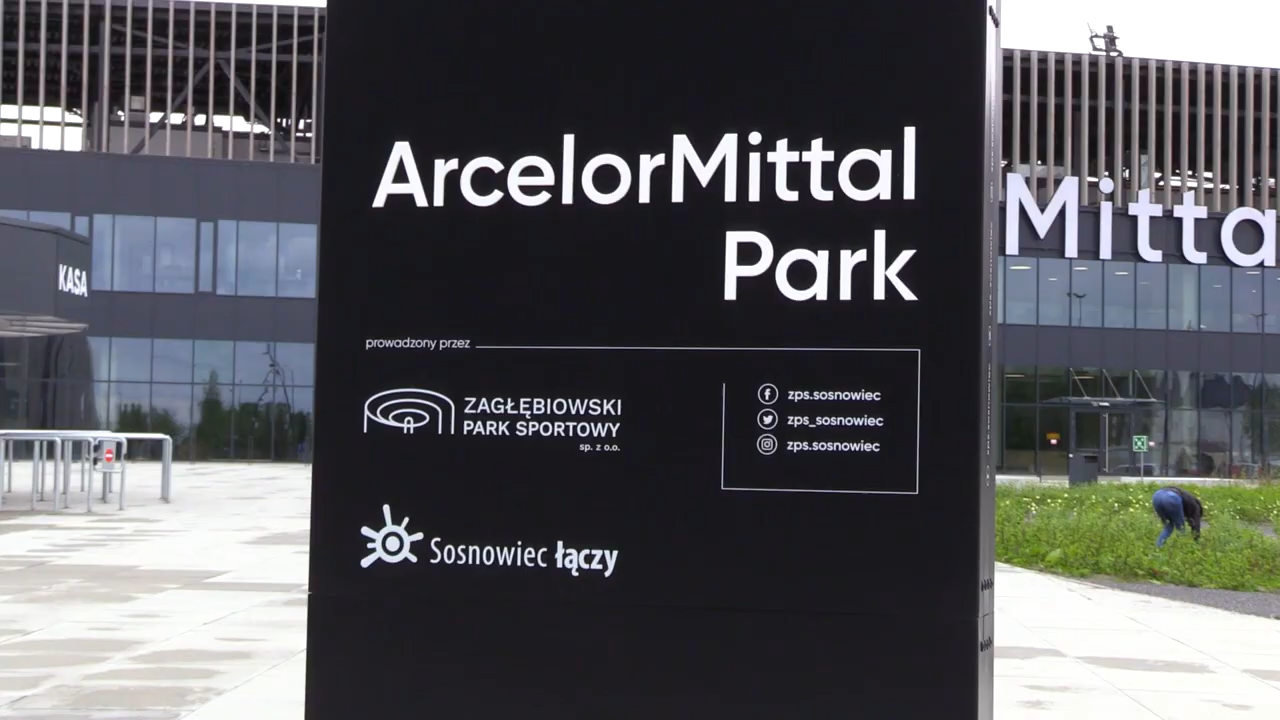 ArcelorMittal
Park
Mitta
KASA
prowadzony przez
ZAGŁĘBIOWSKI
PARK SPORTOWY
sp. z o.o.
zps.sosnowiec
zps_sosnowiec
zps.sosnowiec
Sosnowiec łączy